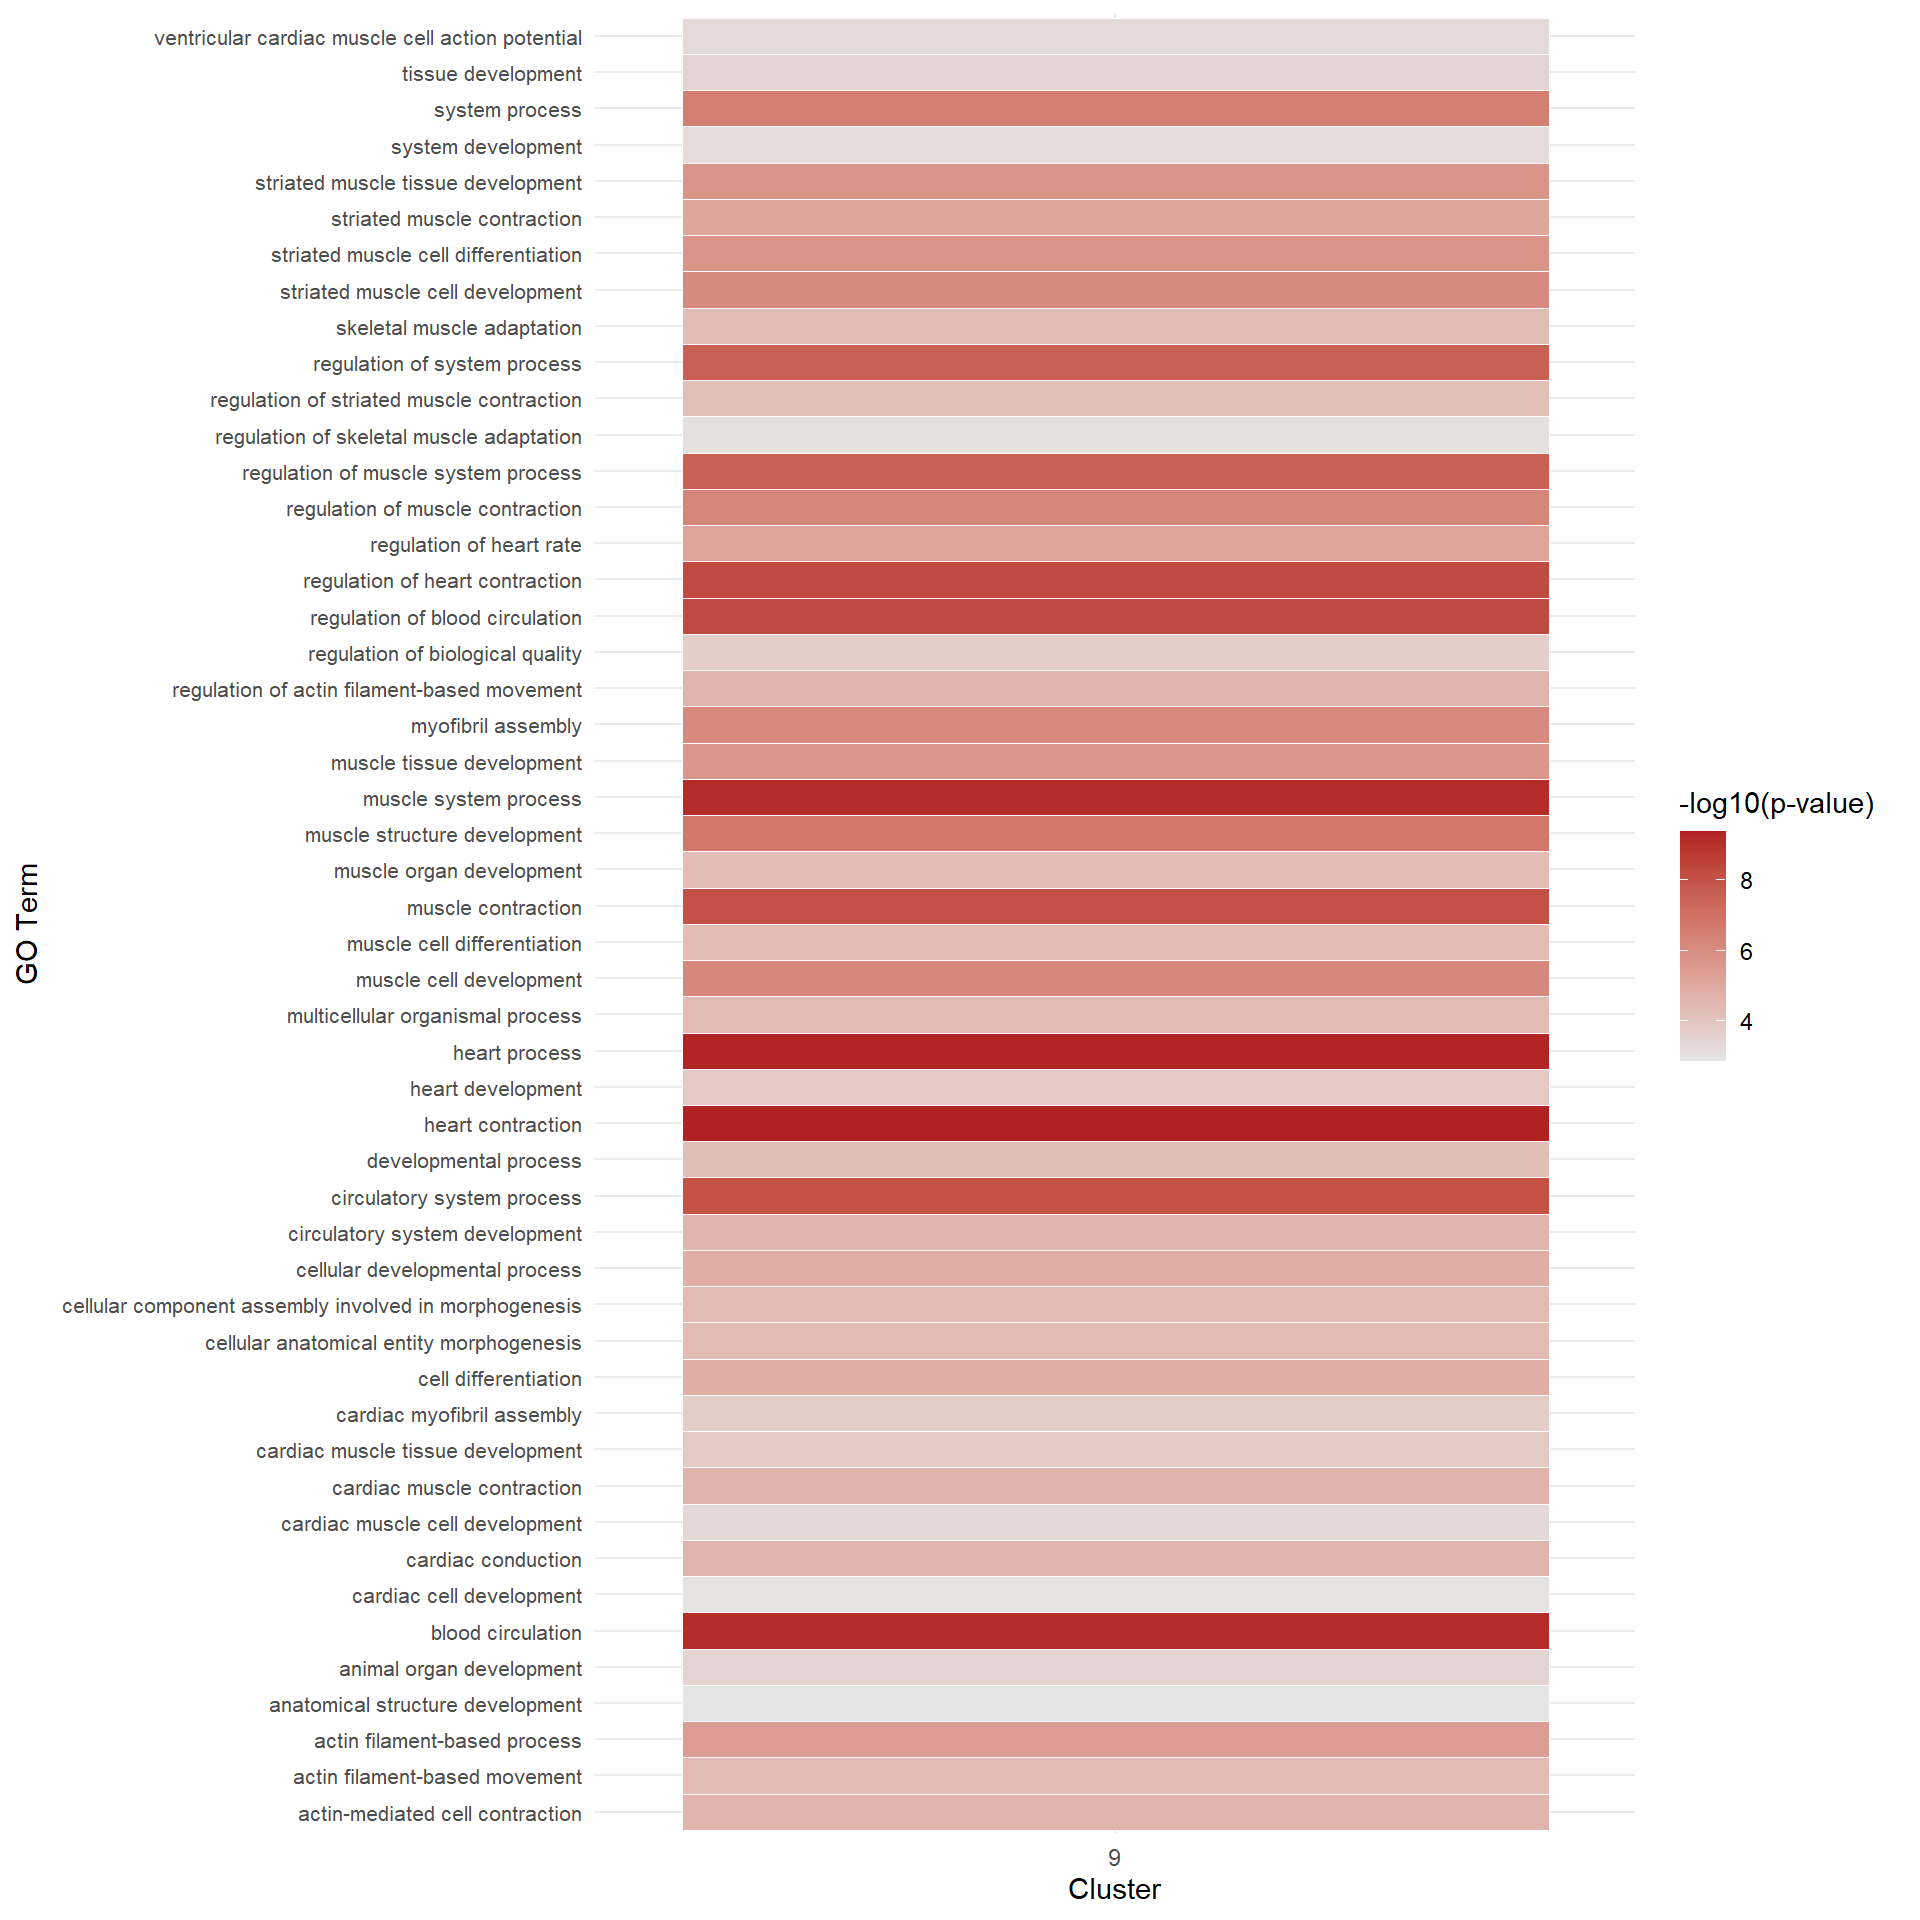 ventricular cardiac muscle cell action potential
tissue development
system process
system development
striated muscle tissue development
striated muscle contraction
striated muscle cell differentiation
striated muscle cell development
skeletal muscle adaptation
regulation of system process
regulation of striated muscle contraction
regulation of skeletal muscle adaptation
regulation of muscle system process
regulation of muscle contraction
regulation of heart rate
regulation of heart contraction
regulation of blood circulation
regulation of biological quality
regulation of actin filament-based movement
myofibril assembly
muscle tissue development
muscle system process
muscle structure development
muscle organ development
muscle contraction
muscle cell differentiation
muscle cell development
multicellular organismal process
heart process
heart development
heart contraction
developmental process
circulatory system process
circulatory system development
cellular developmental process
cellular component assembly involved in morphogenesis
cellular anatomical entity morphogenesis
cell differentiation
cardiac myofibril assembly
cardiac muscle tissue development
cardiac muscle contraction
cardiac muscle cell development
cardiac conduction
cardiac cell development
blood circulation
animal organ development
anatomical structure development
actin filament-based process
actin filament-based movement
actin-mediated cell contraction
GO Term
9
Cluster
-log10(p-value)
8
6
4